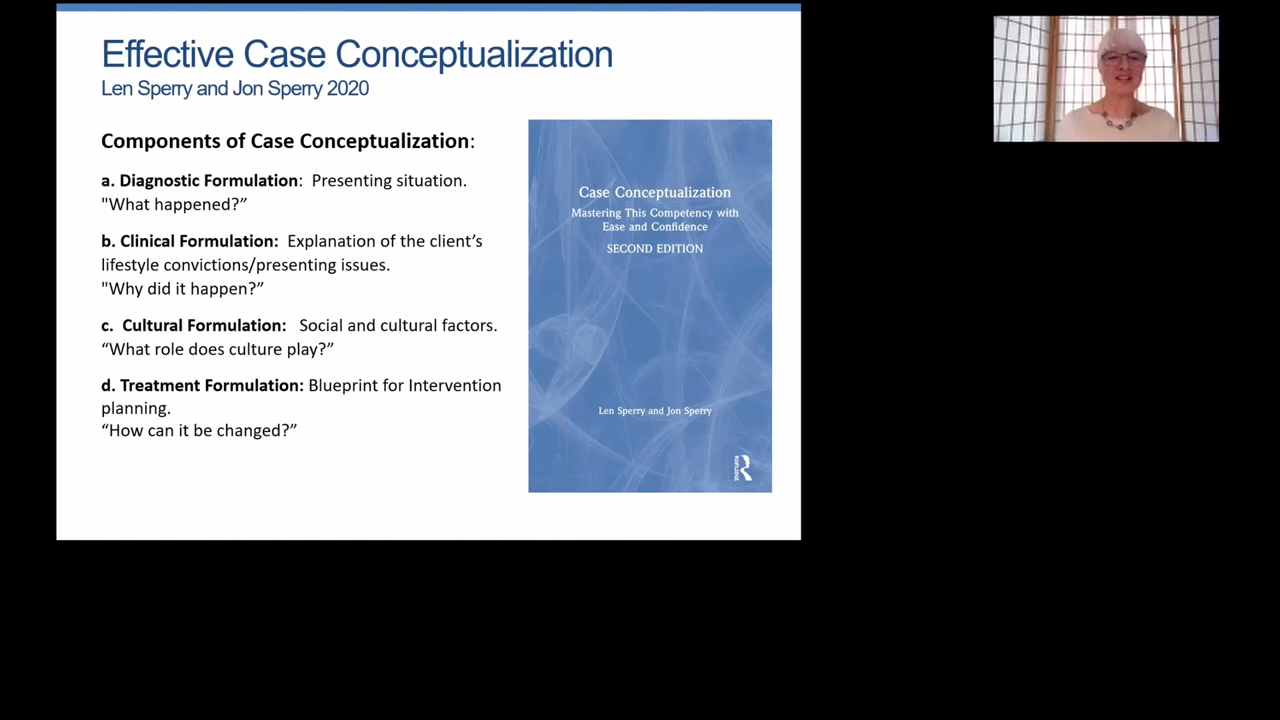 Effective Case Conceptualization
Len Sperry and Jon Sperry 2020
Components of Case Conceptualization:
a. Diagnostic Formulation:  Presenting situation.
"What happened?”
b. Clinical Formulation:  Explanation of the client’s
lifestyle convictions/presenting issues.
"Why did it happen?”
c.  Cultural Formulation:   Social and cultural factors.
“What role does culture play?”
d. Treatment Formulation: Blueprint for Intervention
planning.
“How can it be changed?”
Case Conceptualization
Mastering This Competency with
Ease and Confidence
SECOND EDITION
Len Sperry and Jon Sperry
ROUTLEDGE